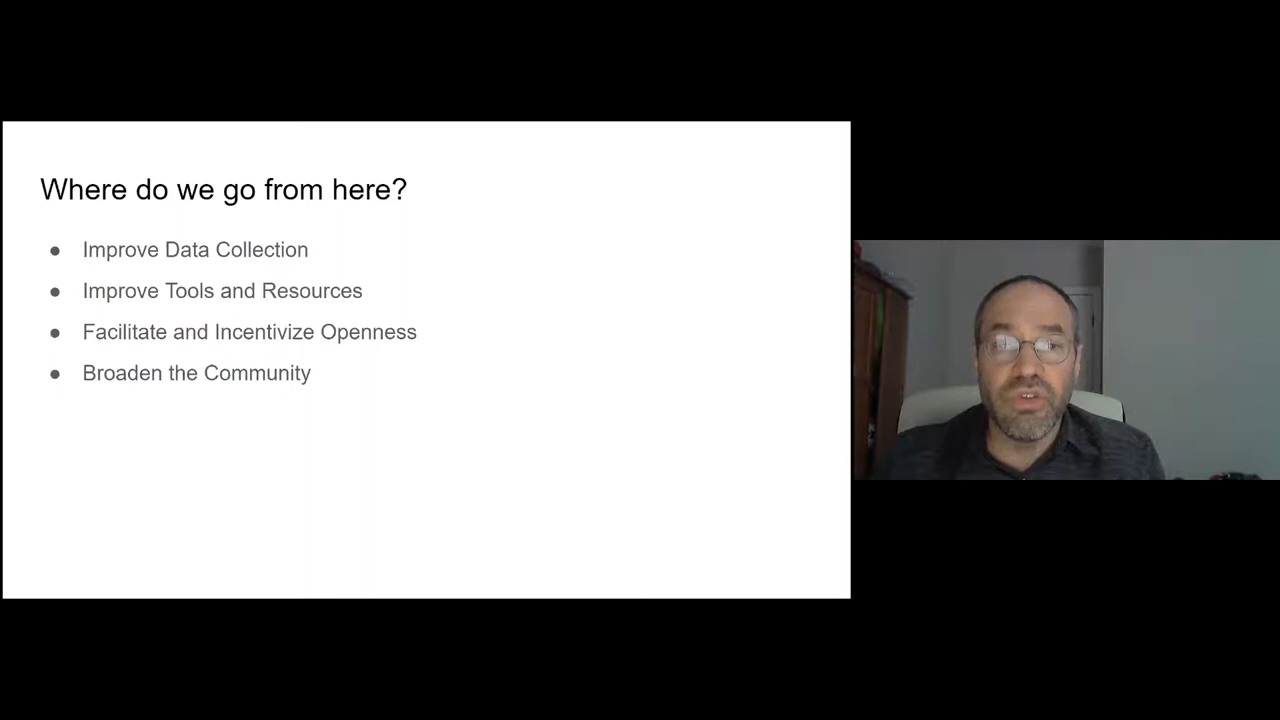 Where do we go from here?
● Improve Data Collection
● Improve Tools and Resources
● Facilitate and Incentivize Openness
● Broaden the Community